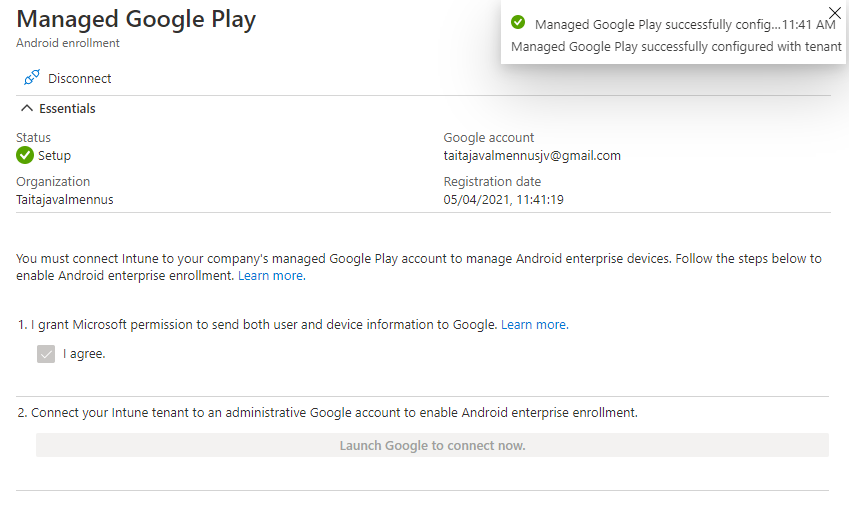 Managed Google Play
Android enrollment
Managed Google Play successfully config...11:41 AM
Managed Google Play successfully configured with tenant
Disconnect
Essentials
Status
Setup
Google account
taitajavalmennusjv@gmail.com
Organization
Taitajavalmennus
Registration date
05/04/2021, 11:41:19
You must connect Intune to your company's managed Google Play account to manage Android enterprise devices. Follow the steps below to
enable Android enterprise enrollment. Learn more.
1. I grant Microsoft permission to send both user and device information to Google. Learn more.
I agree.
2. Connect your Intune tenant to an administrative Google account to enable Android enterprise enrollment.
Launch Google to connect now.